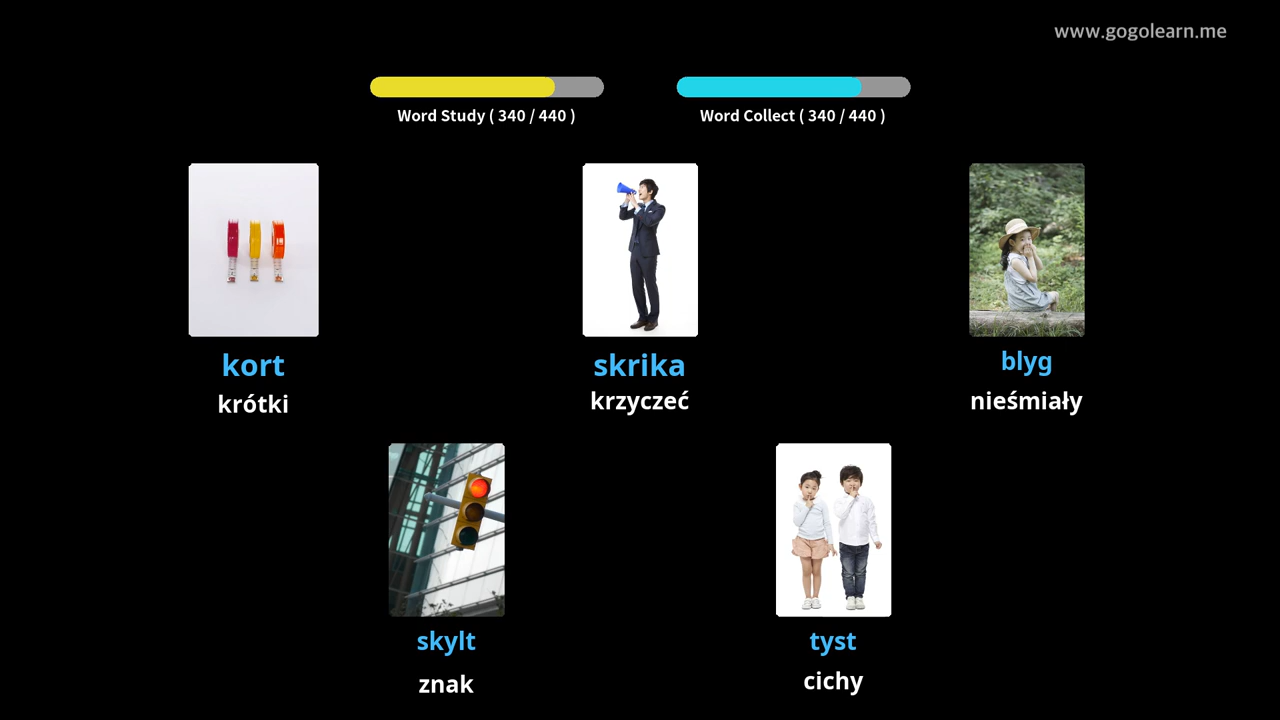 www.gogolearn.me
Word Study ( 340 / 440 )
Word Collect ( 340 / 440 )
kort
krótki
skrika
krzyczeć
blyg
nieśmiały
skylt
znak
tyst
cichy